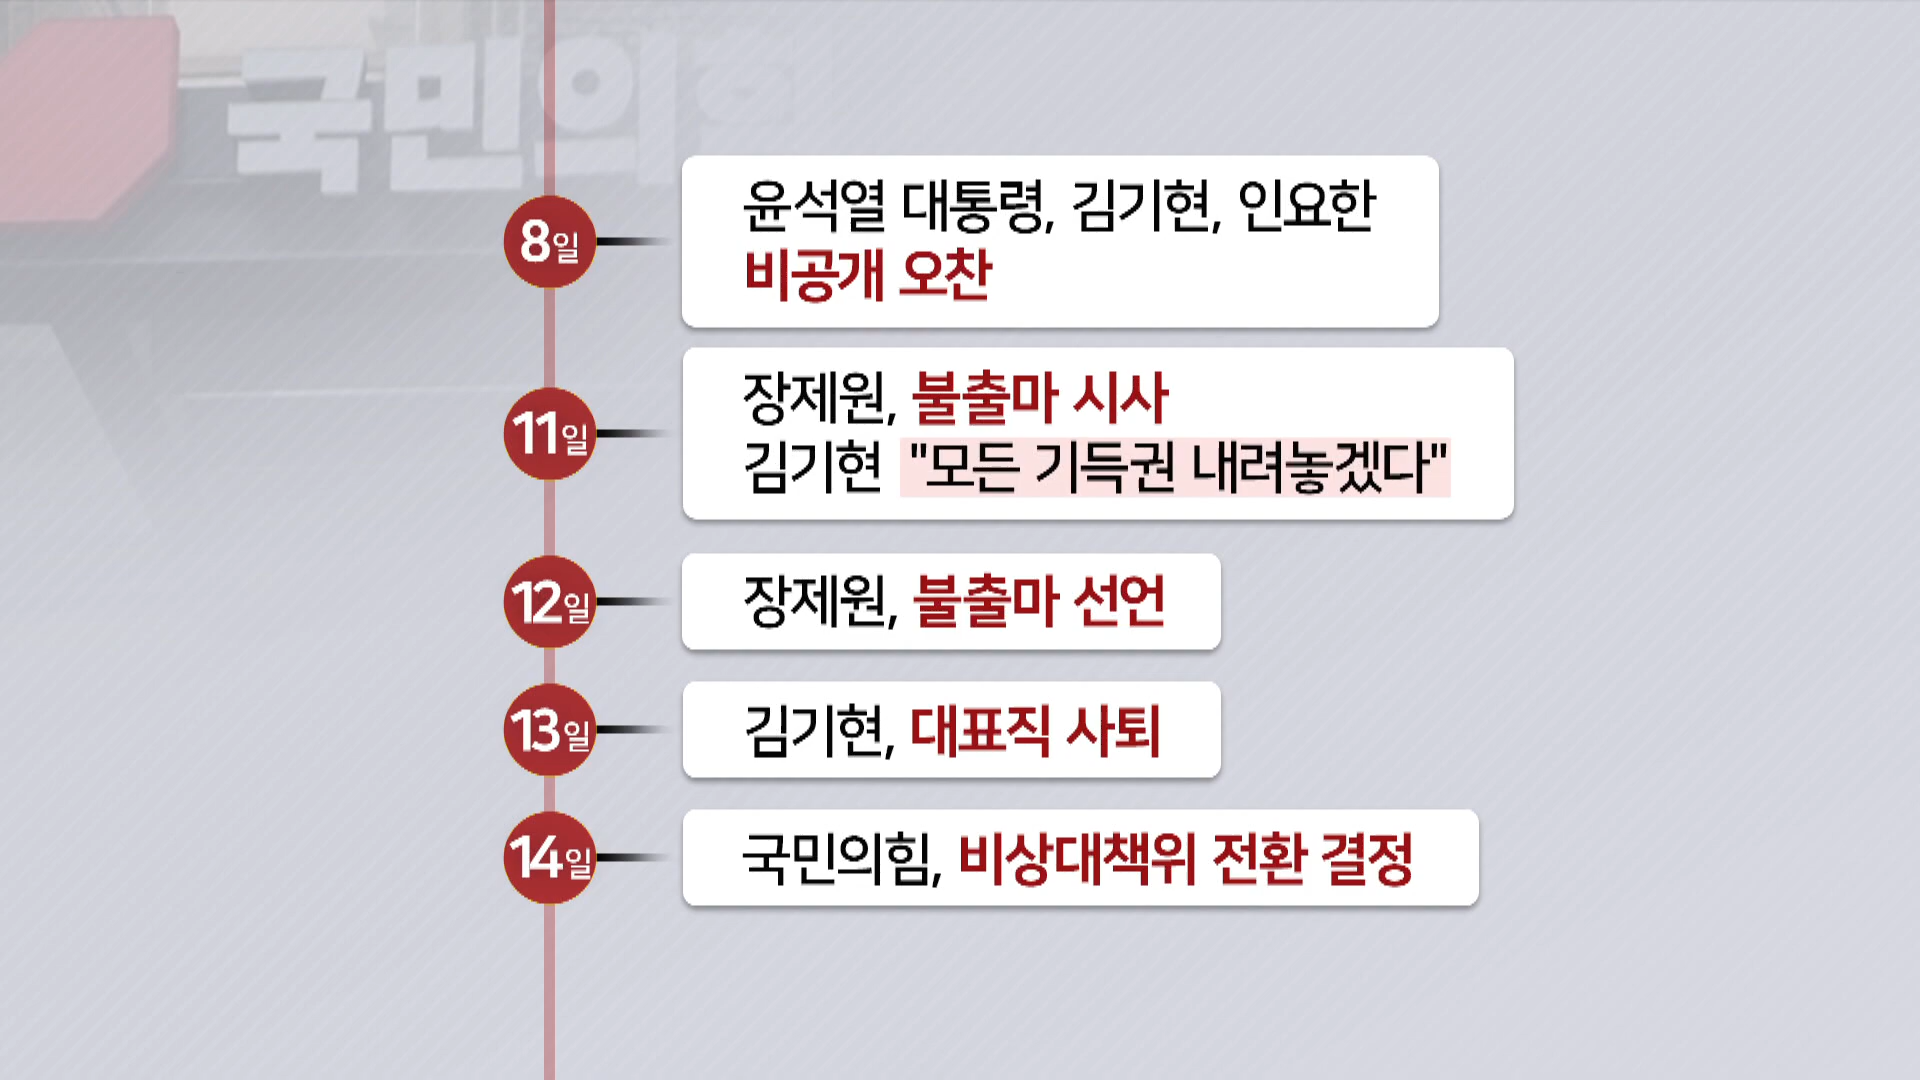 국민의힘
8일
윤석열 대통령, 김기현, 인요한
비공개 오찬
11일
장제원, 불출마 시사
김기현 "모든 기득권 내려놓겠다"
12일
장제원, 불출마 선언
13일
김기현, 대표직 사퇴
14일
국민의힘, 비상대책위 전환 결정